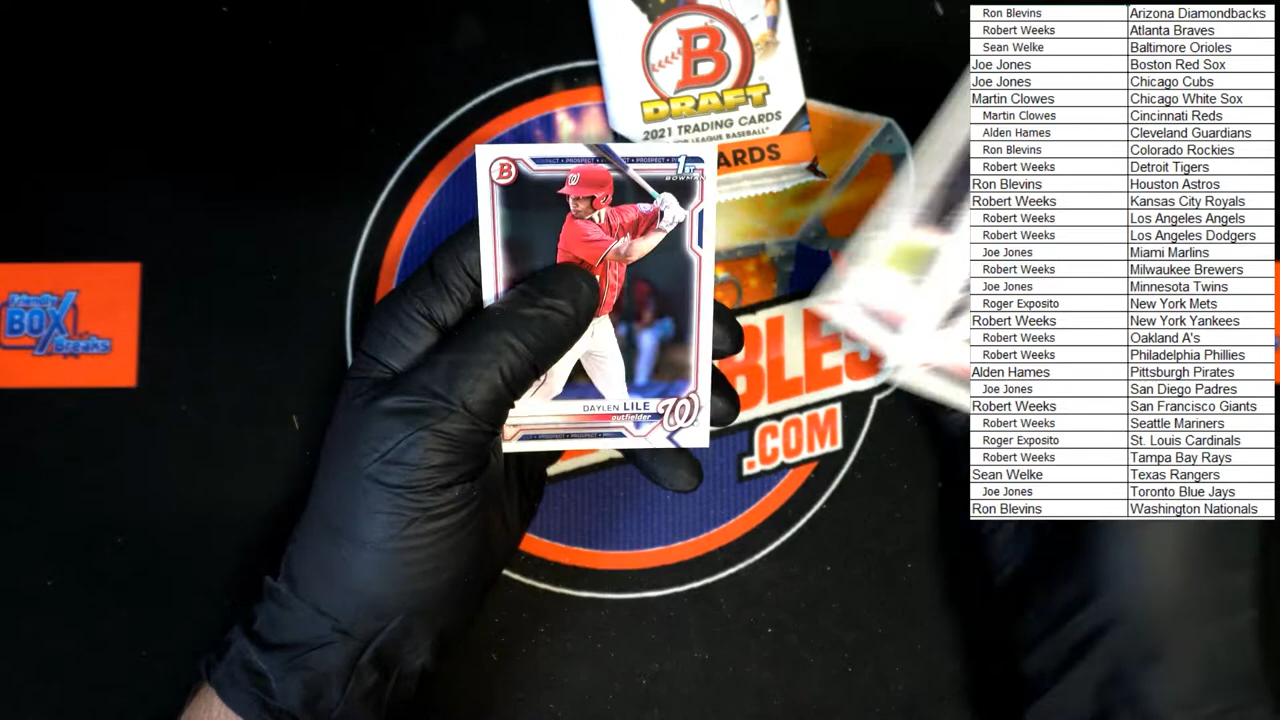 B
DRAFT
2021 TRADING CARDS
LEAGUE BASEBALL
ARDS
PROSPECT • PROSPECT
1ST
BOWMAN
B
W
DAYLEN LILE
outfielder
W
PROSPECT • PROSPECT
Friendly
BOX
Breaks
BLES
.COM
Ron Blevins Arizona Diamondbacks
Robert Weeks Atlanta Braves
Sean Welke Baltimore Orioles
Joe Jones Boston Red Sox
Joe Jones Chicago Cubs
Martin Clowes Chicago White Sox
Martin Clowes Cincinnati Reds
Alden Hames Cleveland Guardians
Ron Blevins Colorado Rockies
Robert Weeks Detroit Tigers
Ron Blevins Houston Astros
Robert Weeks Kansas City Royals
Robert Weeks Los Angeles Angels
Robert Weeks Los Angeles Dodgers
Joe Jones Miami Marlins
Robert Weeks Milwaukee Brewers
Joe Jones Minnesota Twins
Roger Exposito New York Mets
Robert Weeks New York Yankees
Robert Weeks Oakland A's
Robert Weeks Philadelphia Phillies
Alden Hames Pittsburgh Pirates
Joe Jones San Diego Padres
Robert Weeks San Francisco Giants
Robert Weeks Seattle Mariners
Roger Exposito St. Louis Cardinals
Robert Weeks Tampa Bay Rays
Sean Welke Texas Rangers
Joe Jones Toronto Blue Jays
Ron Blevins Washington Nationals